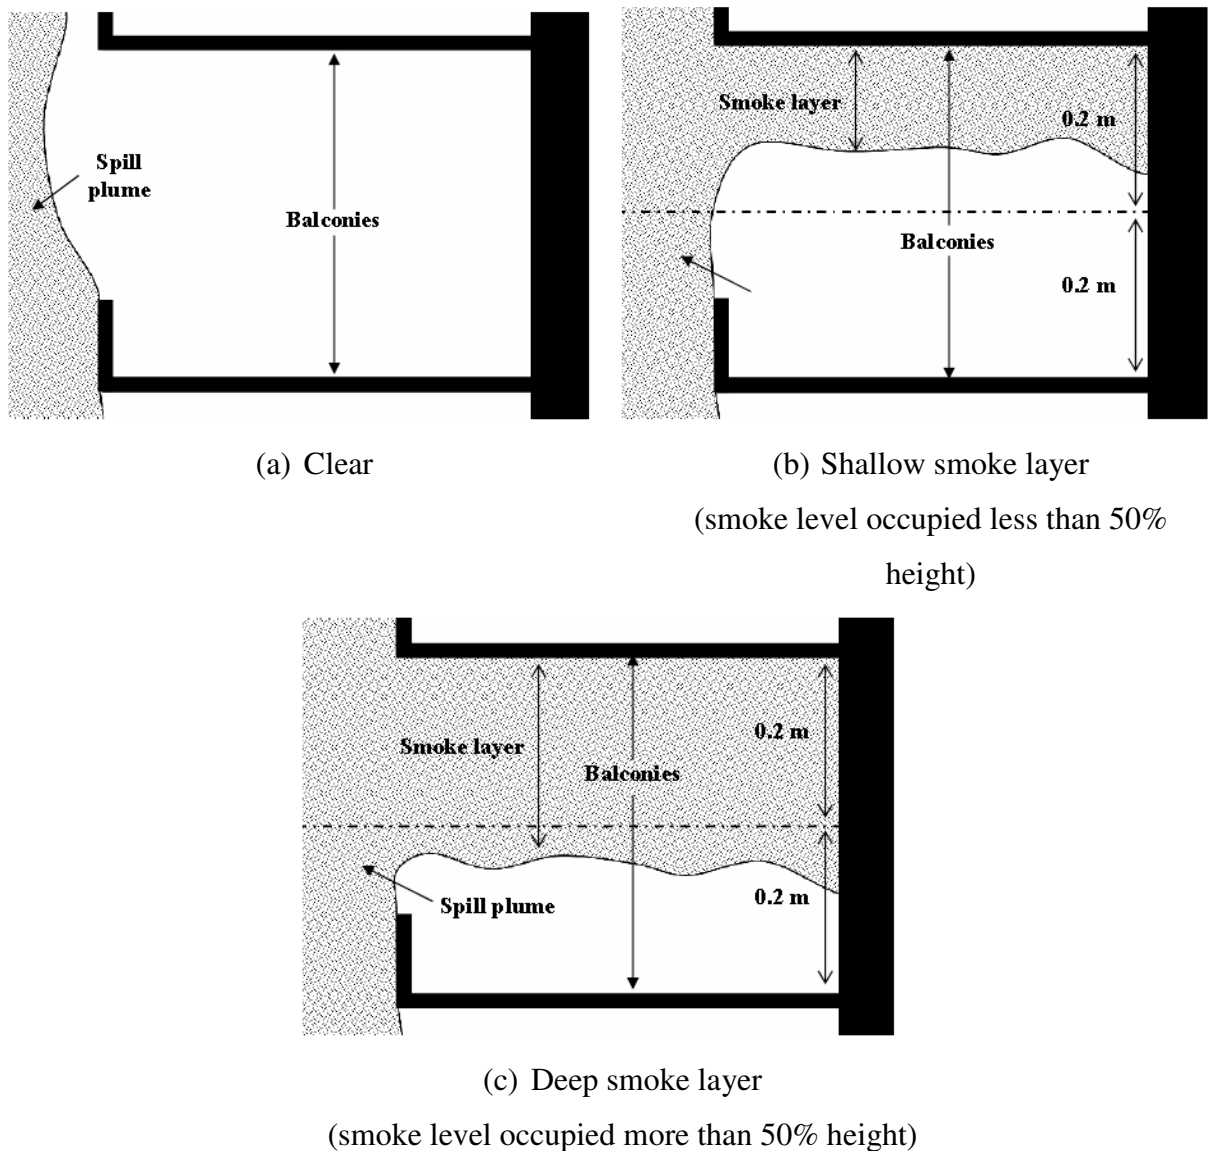 Spill
plume
Balconies
Smoke layer
0.2 m
Balconies
0.2 m
(a) Clear
(b) Shallow smoke layer
(smoke level occupied less than 50%
height)
Smoke layer
0.2 m
Balconies
Spill plume
0.2 m
(c) Deep smoke layer
(smoke level occupied more than 50% height)